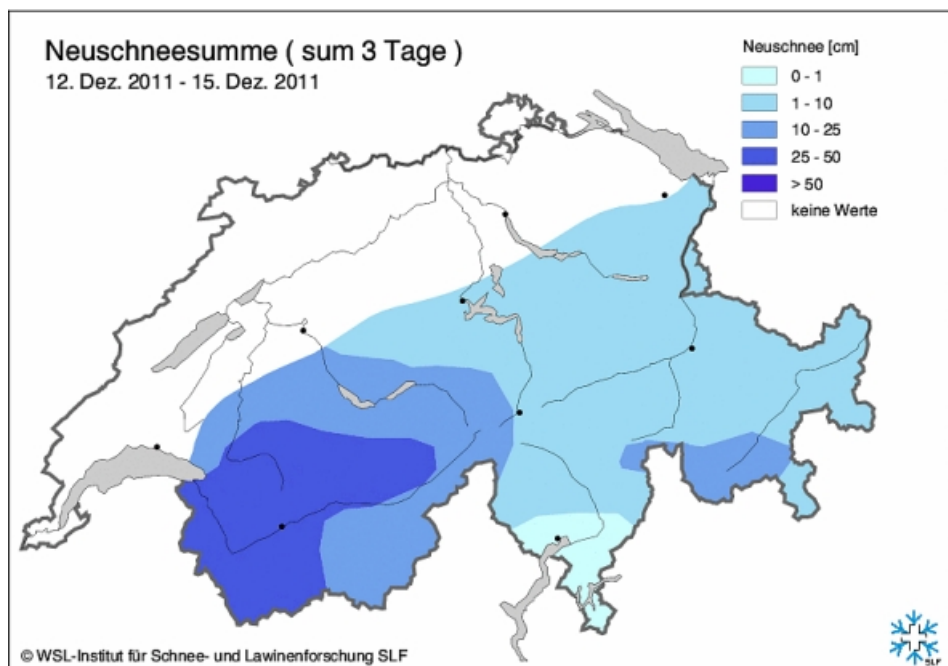 Neuschneesumme ( sum 3 Tage )
12. Dez. 2011 - 15. Dez. 2011
Neuschnee [cm]
0 - 1
1 - 10
10 - 25
25 - 50
> 50
keine Werte
© WSL-Institut für Schnee- und Lawinenforschung SLF
SLF